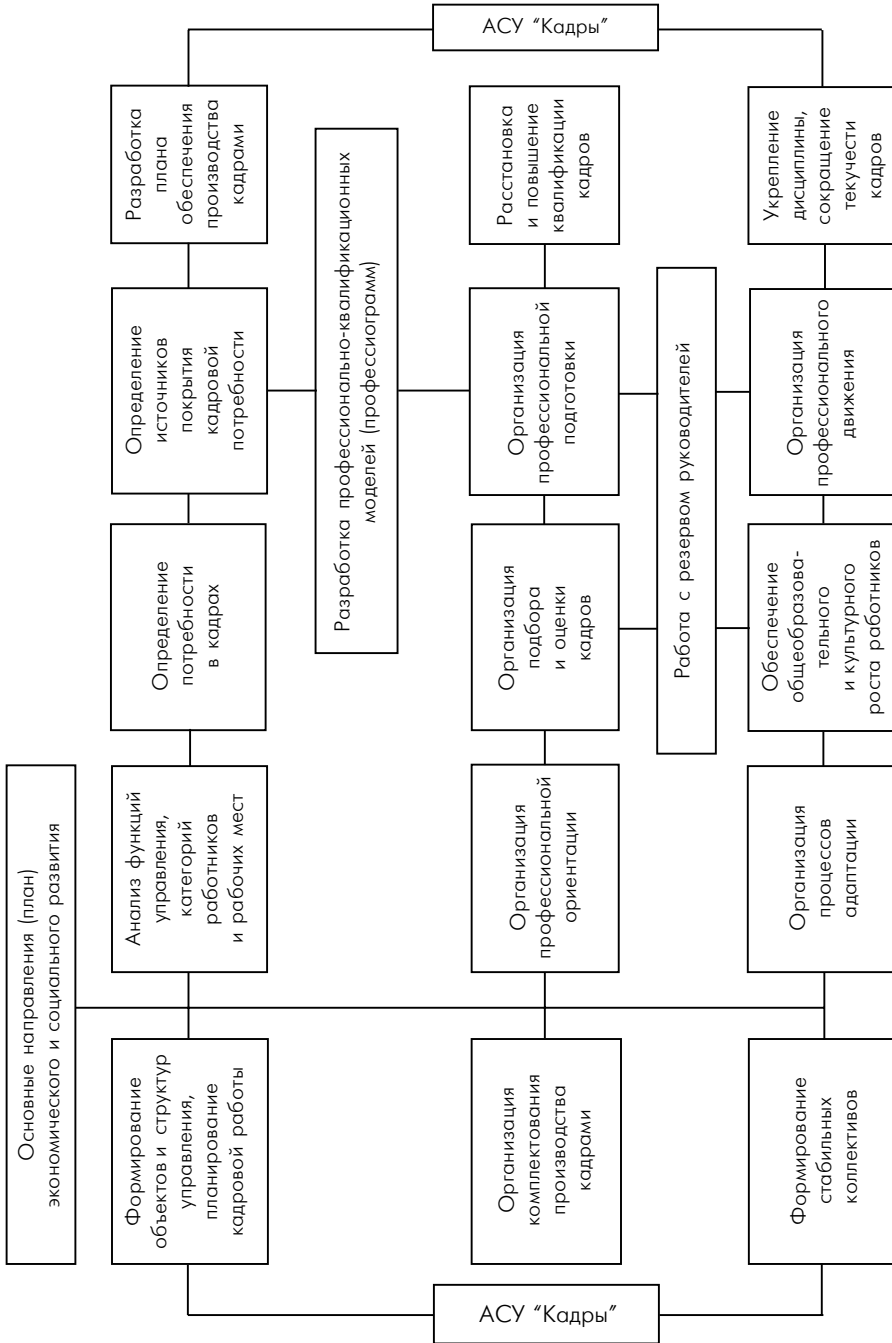 Основные направления (план)
экономического и социального развития
Формирование
объектов и структур
управления,
планирование
кадровой работы
Анализ функций
управления,
категорий
работников
и рабочих мест
Определение
потребности
в кадрах
Определение
источников
покрытия
кадровой
потребности
Разработка
плана
обеспечения
производства
кадрами
Разработка профессионально-квалификационных
моделей (профессиограмм)
АСУ “Кадры”
АСУ “Кадры”
Организация
комплектования
производства
кадрами
Организация
профессиональной
ориентации
Организация
подбора
и оценки
кадров
Организация
профессиональной
подготовки
Расстановка
и повышение
квалификации
кадров
Работа с резервом руководителей
Формирование
стабильных
коллективов
Организация
процессов
адаптации
Обеспечение
общеобразова-
тельного
и культурного
роста работников
Организация
профессионального
движения
Укрепление
дисциплины,
сокращение
текучести
кадров